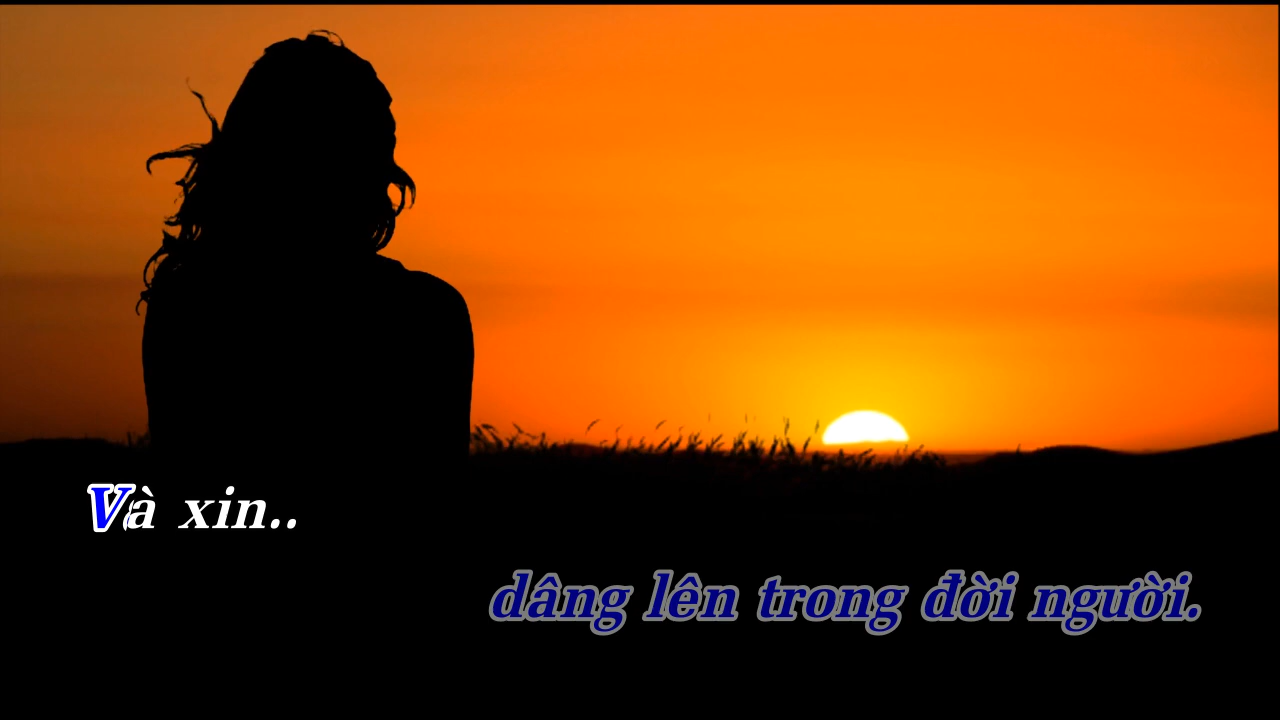 Và xin..
dâng lên trong đời người.